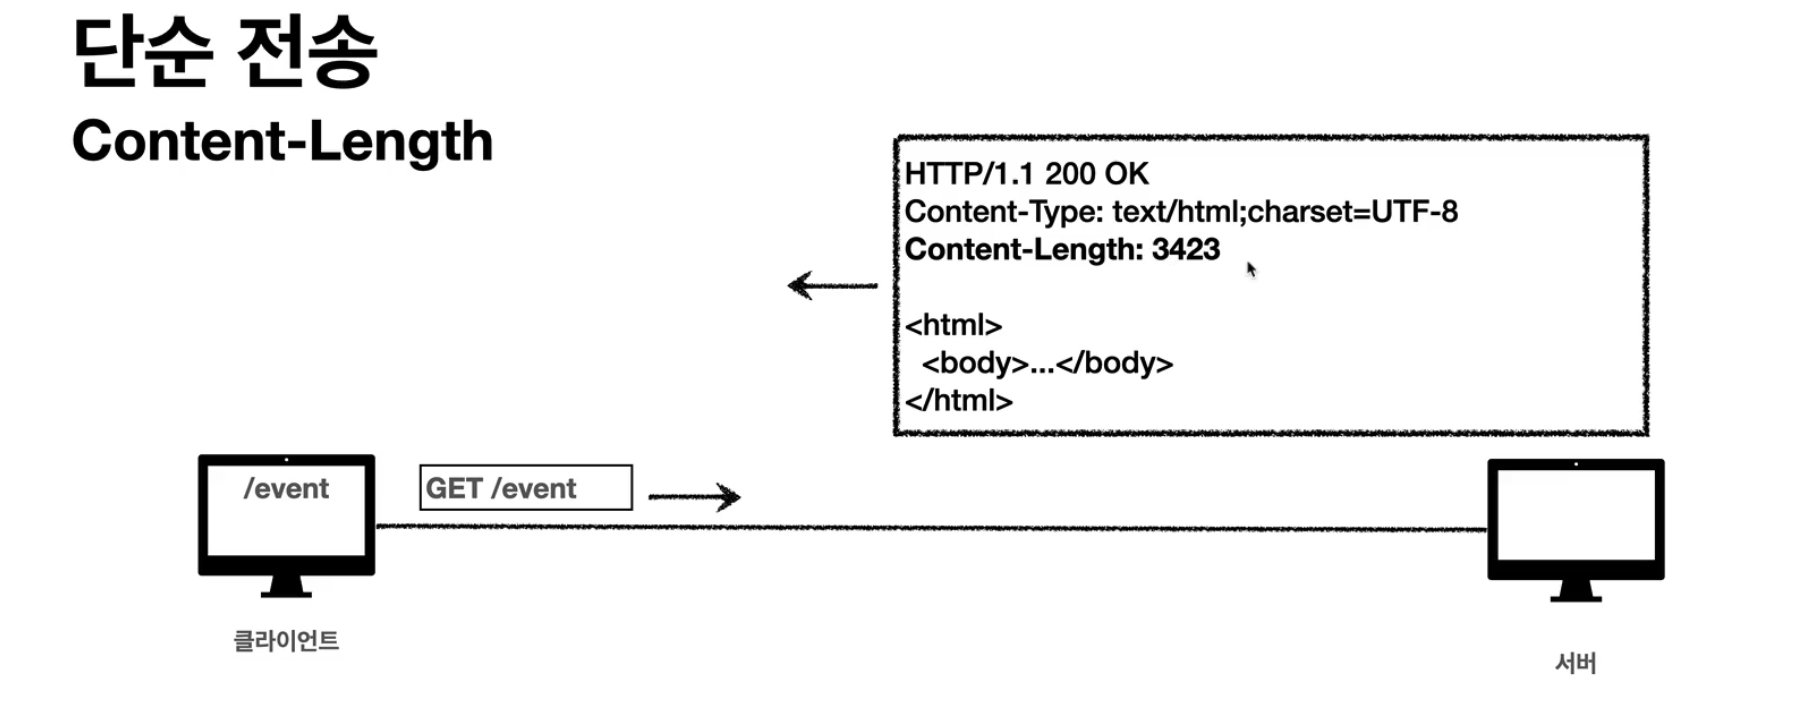 단순 전송
Content-Length
HTTP/1.1 200 OK
Content-Type: text/html;charset=UTF-8
Content-Length: 3423
<html>
<body>...</body>
</html>
/event
GET /event
클라이언트
서버